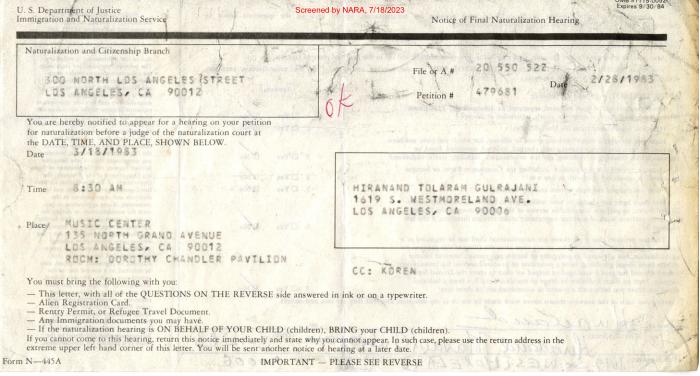 U. S. Department of Justice
Immigration and Naturalization Service
Screened by NARA, 7/18/2023
Notice of Final Naturalization Hearing
Expires 9/30/84
Naturalization and Citizenship Branch
300 NORTH LOS ANGELES STREET
LOS ANGELES, CA 90012
File or A #
20 550 522
Date
2/28/1983
Petition #
479681
OK
You are hereby notified to appear for a hearing on your petition
for naturalization before a judge of the naturalization court at
the DATE, TIME, AND PLACE, SHOWN BELOW.
Date
3/18/1983
Time
8:30 AM
HIRANAND TOLARAM GULRAJANI
1619 S. WESTMORELAND AVE.
LOS ANGELES, CA 90006
Place
MUSIC CENTER
135 NORTH GRAND AVENUE
LOS ANGELES, CA 90012
ROOM: DOROTHY CHANDLER PAVILION
CC: KOREN
You must bring the following with you:
— This letter, with all of the QUESTIONS ON THE REVERSE side answered in ink or on a typewriter.
— Alien Registration Card.
— Rentry Permit, or Refugee Travel Document.
— Any Immigration documents you may have.
— If the naturalization hearing is ON BEHALF OF YOUR CHILD (children), BRING your CHILD (children).
If you cannot come to this hearing, return this notice immediately and state why you cannot appear. In such case, please use the return address in the
extreme upper left hand corner of this letter. You will be sent another notice of hearing at a later date.
Form N—445A
IMPORTANT — PLEASE SEE REVERSE